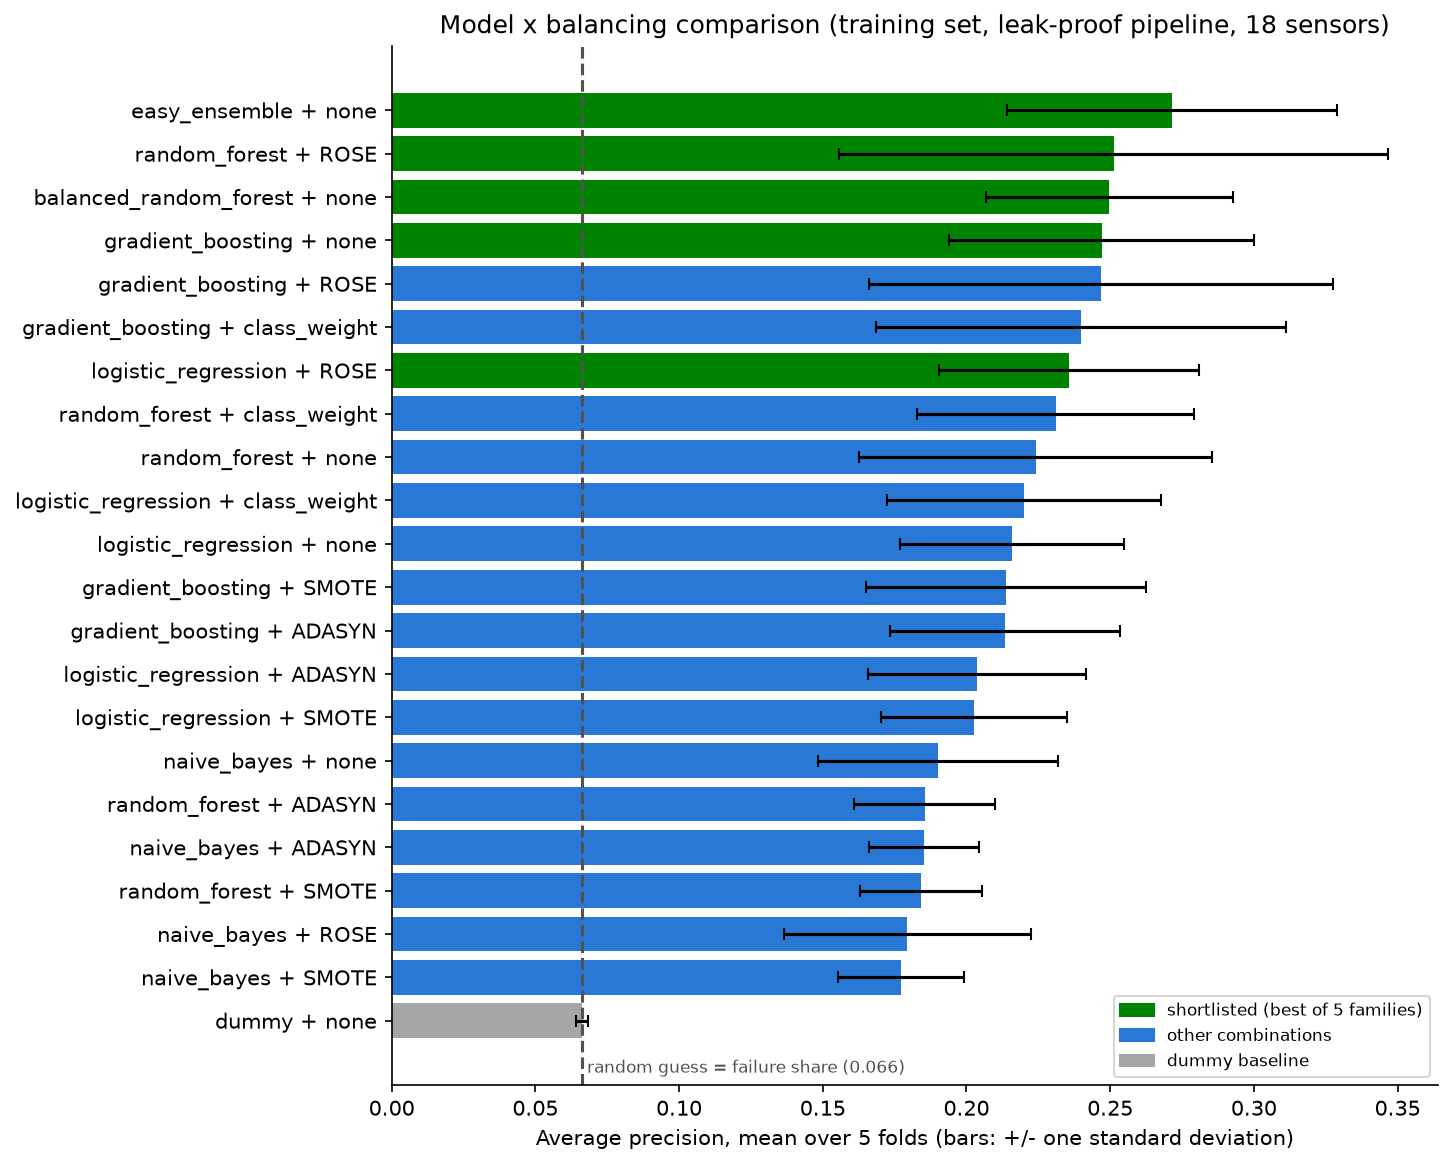 Model x balancing comparison (training set, leak-proof pipeline, 18 sensors)
easy_ensemble + none
random_forest + ROSE
balanced_random_forest + none
gradient_boosting + none
gradient_boosting + ROSE
gradient_boosting + class_weight
logistic_regression + ROSE
random_forest + class_weight
random_forest + none
logistic_regression + class_weight
logistic_regression + none
gradient_boosting + SMOTE
gradient_boosting + ADASYN
logistic_regression + ADASYN
logistic_regression + SMOTE
naive_bayes + none
random_forest + ADASYN
naive_bayes + ADASYN
random_forest + SMOTE
naive_bayes + ROSE
naive_bayes + SMOTE
dummy + none
random guess = failure share (0.066)
shortlisted (best of 5 families)
other combinations
dummy baseline
0.00 0.05 0.10 0.15 0.20 0.25 0.30 0.35
Average precision, mean over 5 folds (bars: +/- one standard deviation)